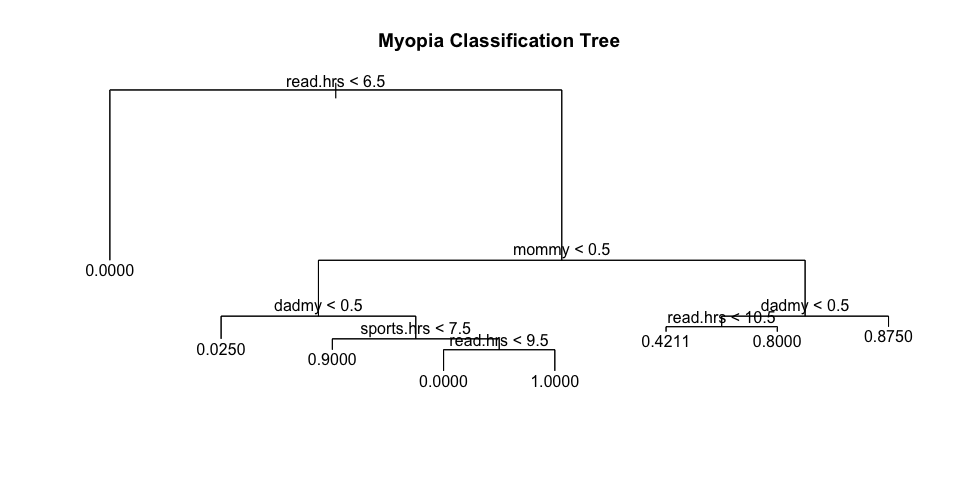 Myopia Classification Tree
read.hrs < 6.5
mommy < 0.5
0.0000
dadmy < 0.5
dadmy < 0.5
read.hrs < 10.5
sports.hrs < 7.5
0.8750
read.hrs < 9.5
0.4211
0.8000
0.0250
0.9000
0.0000
1.0000